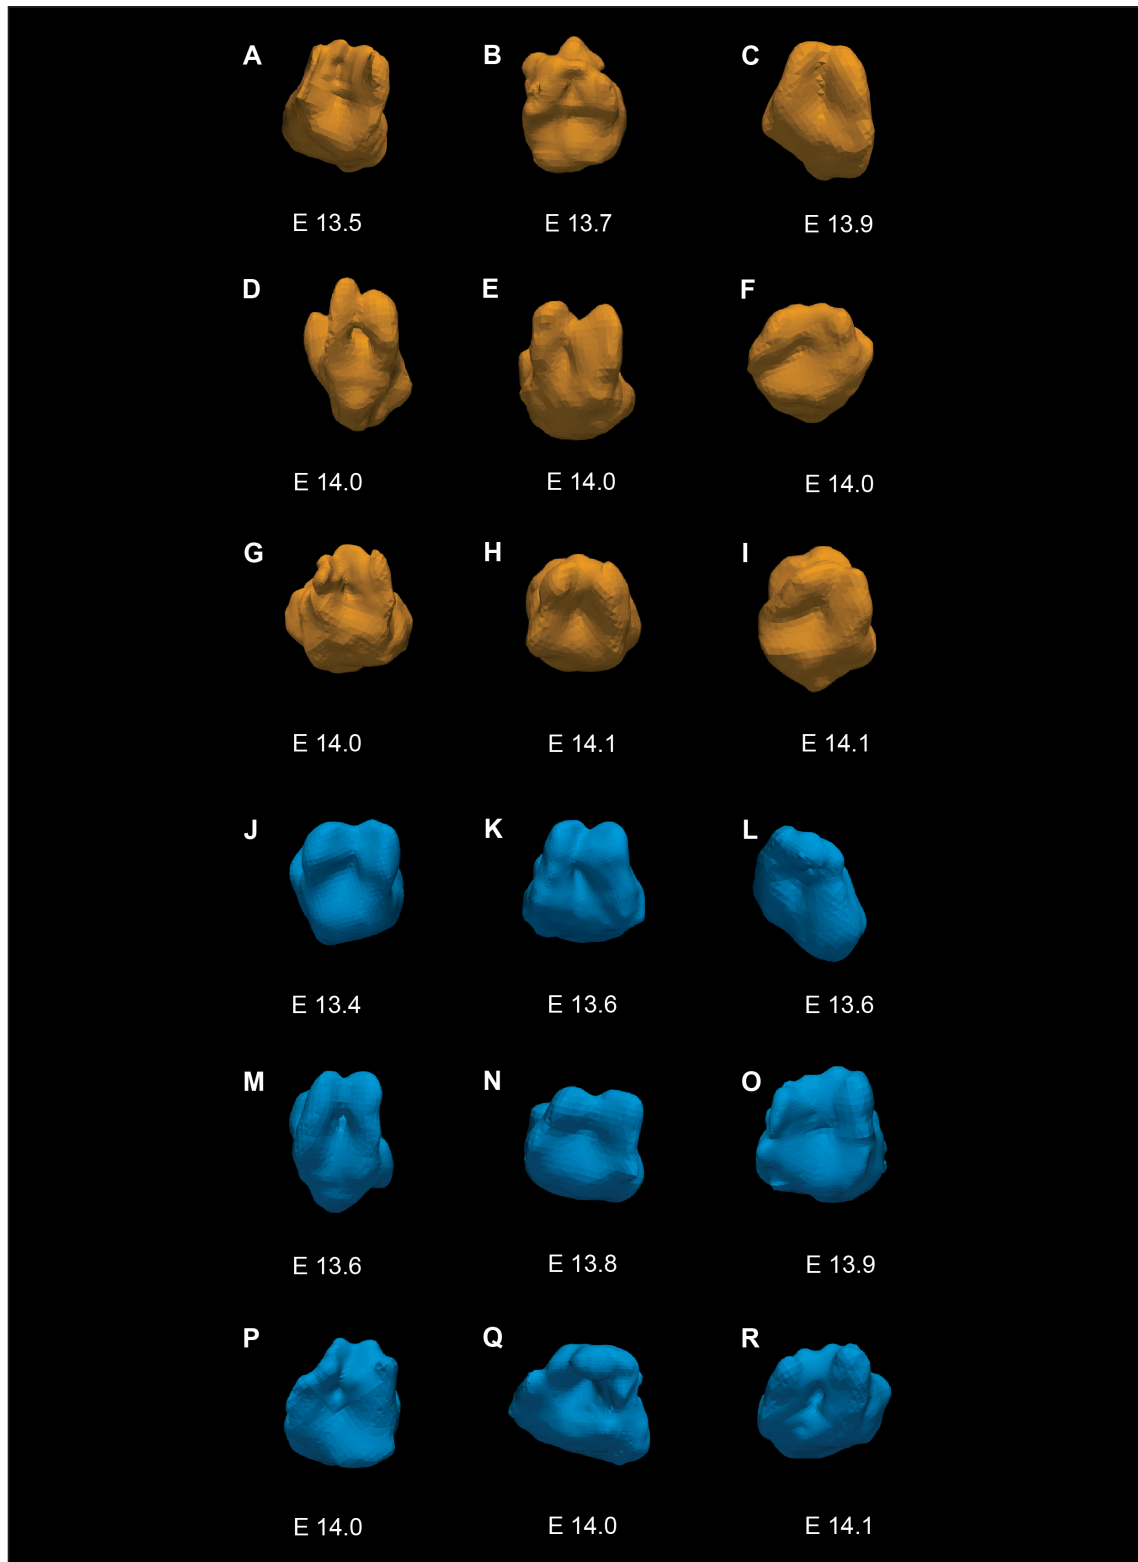 A B C
E 13.5 E 13.7 E 13.9
D E F
E 14.0 E 14.0 E 14.0
G H I
E 14.0 E 14.1 E 14.1
J K L
E 13.4 E 13.6 E 13.6
M N O
E 13.6 E 13.8 E 13.9
P Q R
E 14.0 E 14.0 E 14.1